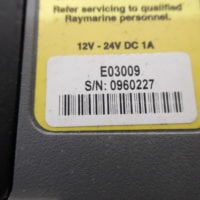 Refer servicing to qualified
Raymarine personnel.
12V - 24V DC 1A
E03009
S/N: 0960227